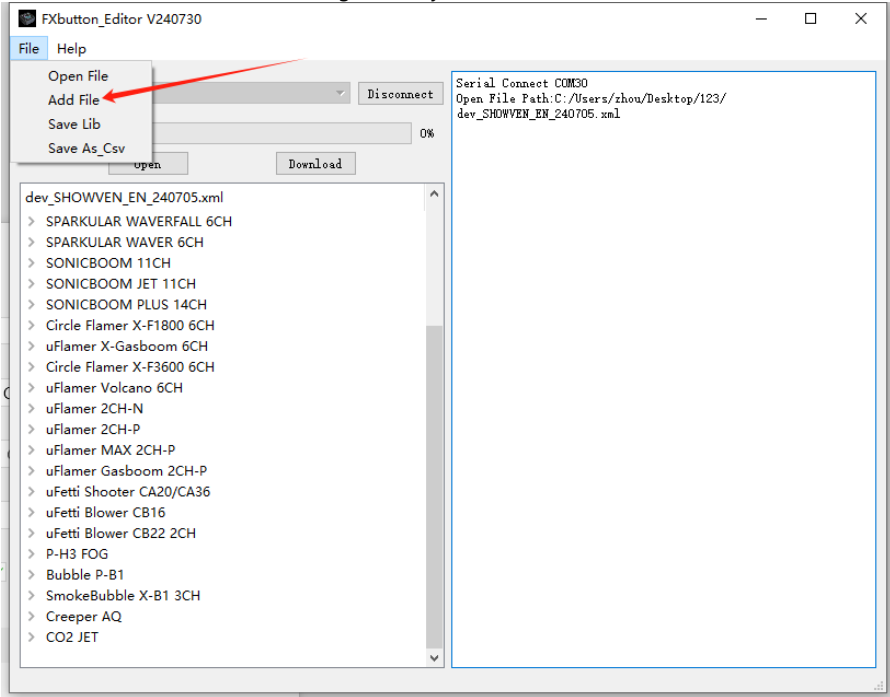 FXbutton_Editor V240730
File Help
Open File
Add File
Save Lib
Save As_Csv
Disconnect
0%
Open Download
Serial Connect COM30
Open File Path:C:/Users/zhou/Desktop/123/
dev_SHOWVEN_EN_240705.xml
dev_SHOWVEN_EN_240705.xml
SPARKULAR WAVERFALL 6CH
SPARKULAR WAVER 6CH
SONICBOOM 11CH
SONICBOOM JET 11CH
SONICBOOM PLUS 14CH
Circle Flamer X-F1800 6CH
uFlamer X-Gasboom 6CH
Circle Flamer X-F3600 6CH
uFlamer Volcano 6CH
uFlamer 2CH-N
uFlamer 2CH-P
uFlamer MAX 2CH-P
uFlamer Gasboom 2CH-P
uFetti Shooter CA20/CA36
uFetti Blower CB16
uFetti Blower CB22 2CH
P-H3 FOG
Bubble P-B1
SmokeBubble X-B1 3CH
Creeper AQ
CO2 JET